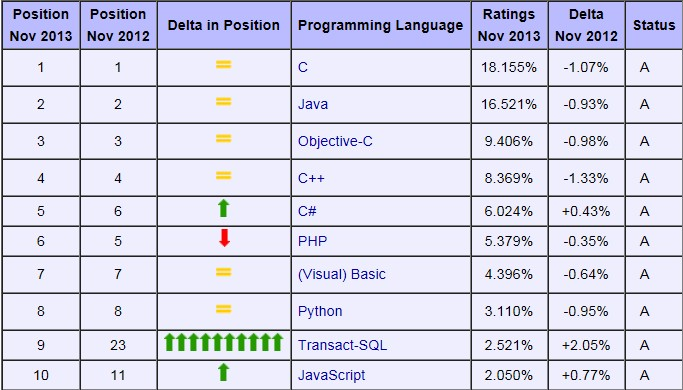 Position Nov 2013 Position Nov 2012 Delta in Position Programming Language Ratings Nov 2013 Delta Nov 2012 Status
1 1 = C 18.155% -1.07% A
2 2 = Java 16.521% -0.93% A
3 3 = Objective-C 9.406% -0.98% A
4 4 = C++ 8.369% -1.33% A
5 6 C# 6.024% +0.43% A
6 5 PHP 5.379% -0.35% A
7 7 = (Visual) Basic 4.396% -0.64% A
8 8 = Python 3.110% -0.95% A
9 23 Transact-SQL 2.521% +2.05% A
10 11 JavaScript 2.050% +0.77% A